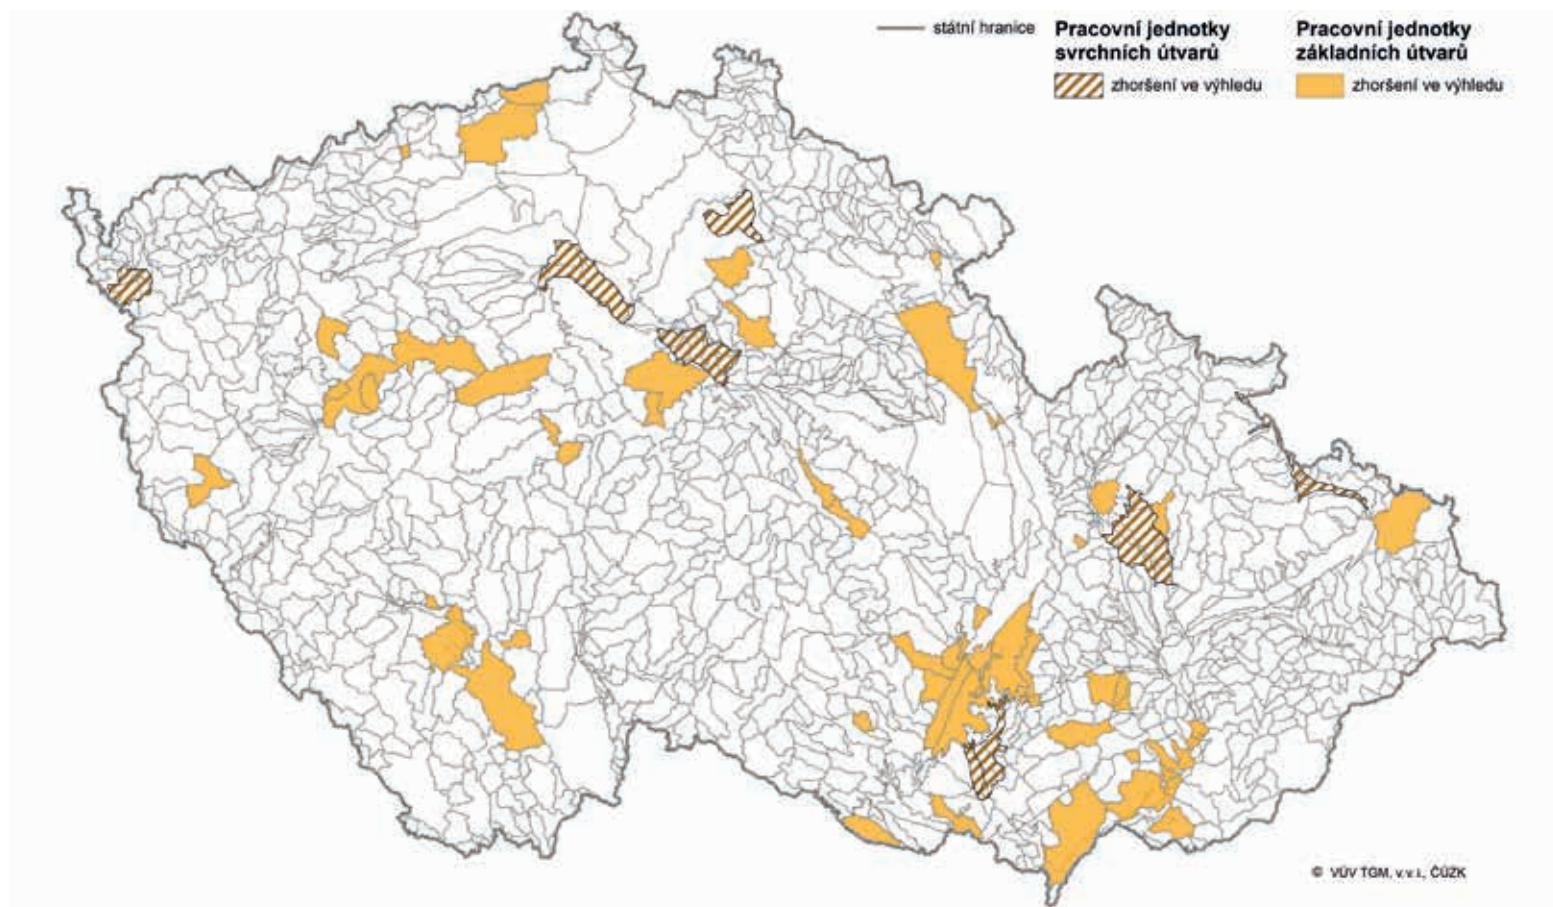 státní hranice
Pracovní jednotky
svrchních útvarů
zhoršení ve výhledu
Pracovní jednotky
základních útvarů
zhoršení ve výhledu
© VÚV TGM, v.v.i., ČÚZK